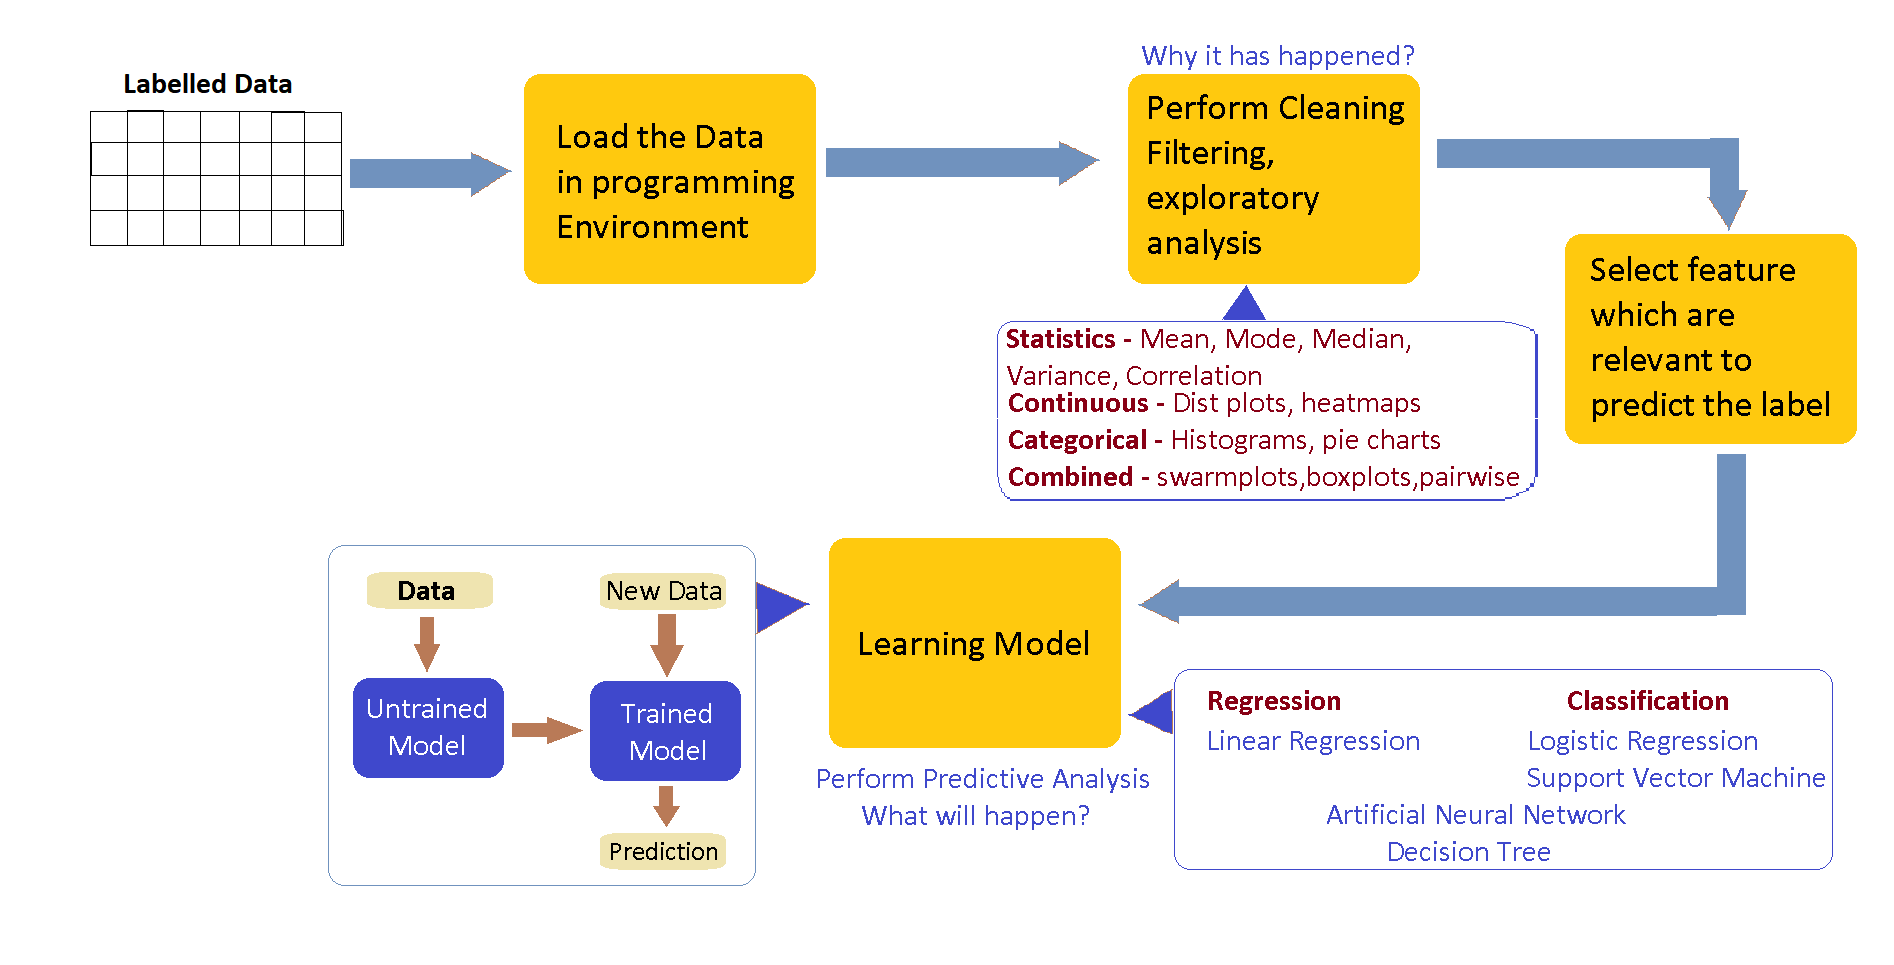 Labelled Data
Load the Data
in programming
Environment
Why it has happened?
Perform Cleaning
Filtering,
exploratory
analysis
Select feature
which are
relevant to
predict the label
Statistics - Mean, Mode, Median,
Variance, Correlation
Continuous - Dist plots, heatmaps
Categorical - Histograms, pie charts
Combined - swarmplots,boxplots,pairwise
Data
New Data
Untrained
Model
Trained
Model
Prediction
Learning Model
Perform Predictive Analysis
What will happen?
Regression
Classification
Linear Regression
Logistic Regression
Support Vector Machine
Artificial Neural Network
Decision Tree